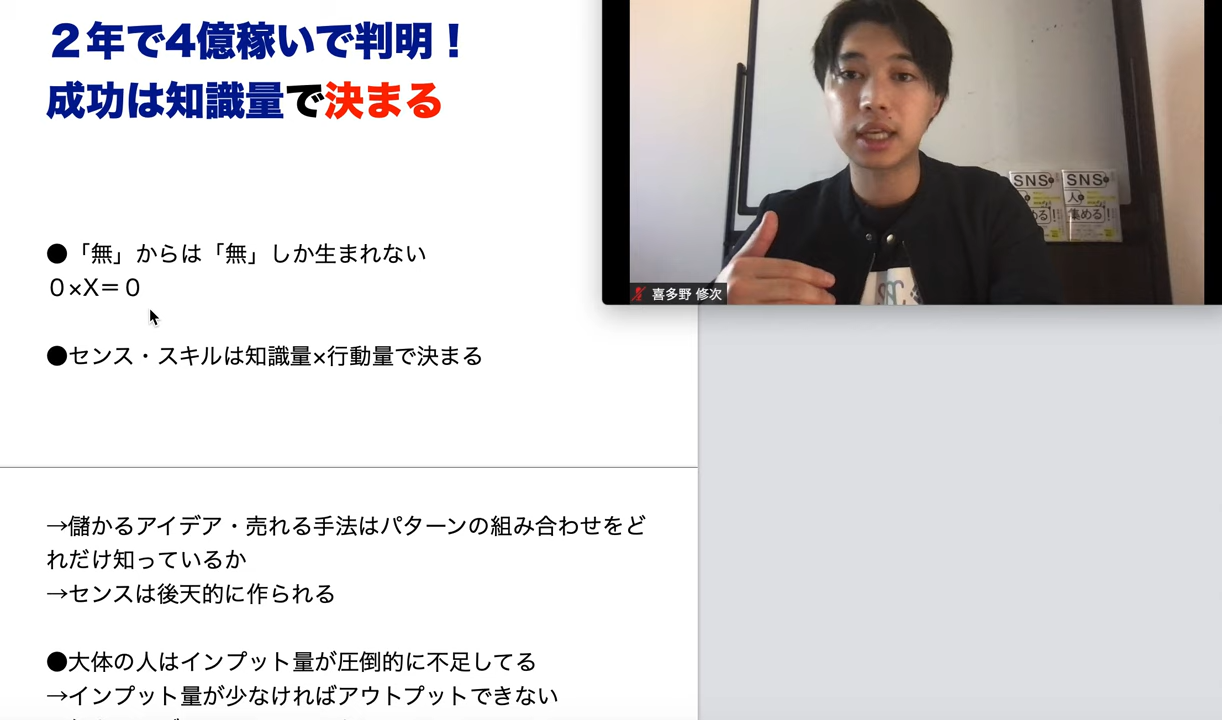 ２年で4億稼いで判明！
成功は知識量で決まる
●「無」からは「無」しか生まれない
０×X＝０
●センス・スキルは知識量×行動量で決まる
→儲かるアイデア・売れる手法はパターンの組み合わせをど
れだけ知っているか
→センスは後天的に作られる
●大体の人はインプット量が圧倒的に不足してる
→インプット量が少なければアウトプットできない
喜多野 修次
SNS
SNS
人
集める!